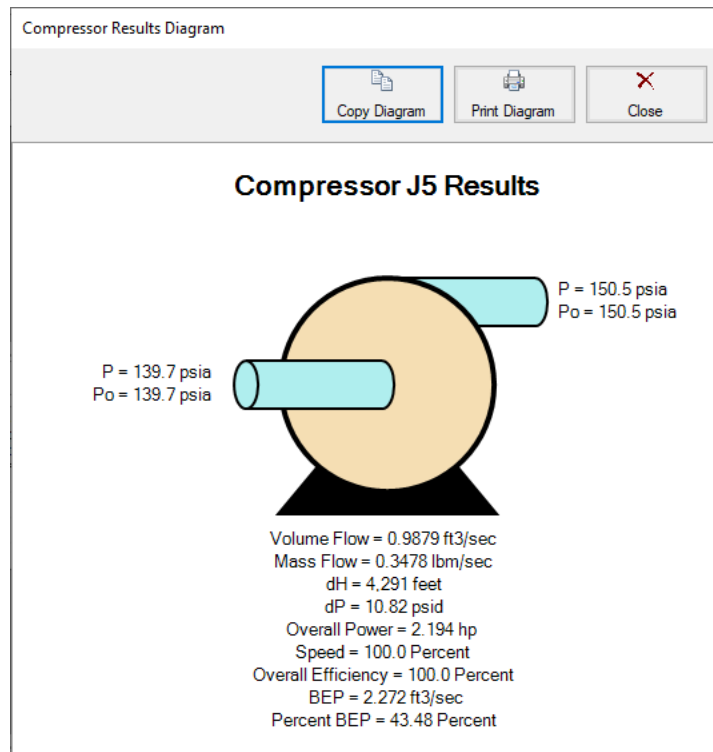 Compressor Results Diagram
Copy Diagram
Print Diagram
Close
Compressor J5 Results
P = 150.5 psia
Po = 150.5 psia
P = 139.7 psia
Po = 139.7 psia
Volume Flow = 0.9879 ft3/sec
Mass Flow = 0.3478 lbm/sec
dH = 4,291 feet
dP = 10.82 psid
Overall Power = 2.194 hp
Speed = 100.0 Percent
Overall Efficiency = 100.0 Percent
BEP = 2.272 ft3/sec
Percent BEP = 43.48 Percent